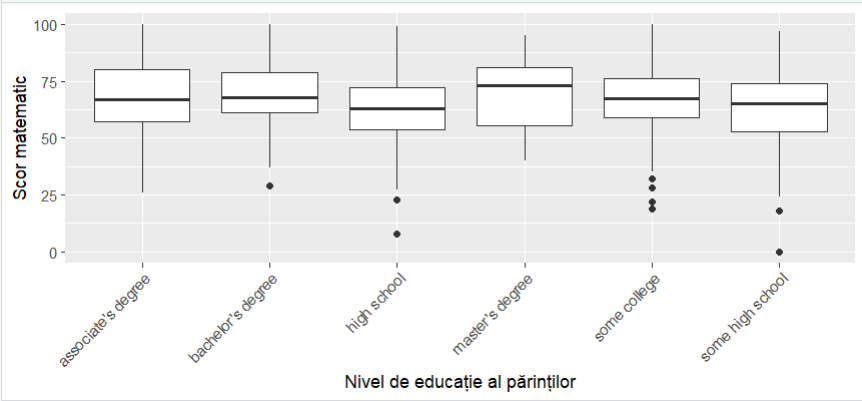 100
75
50
25
0
Scor matematic
associate's degree
bachelor's degree
high school
master's degree
some college
some high school
Nivel de educație al părinților